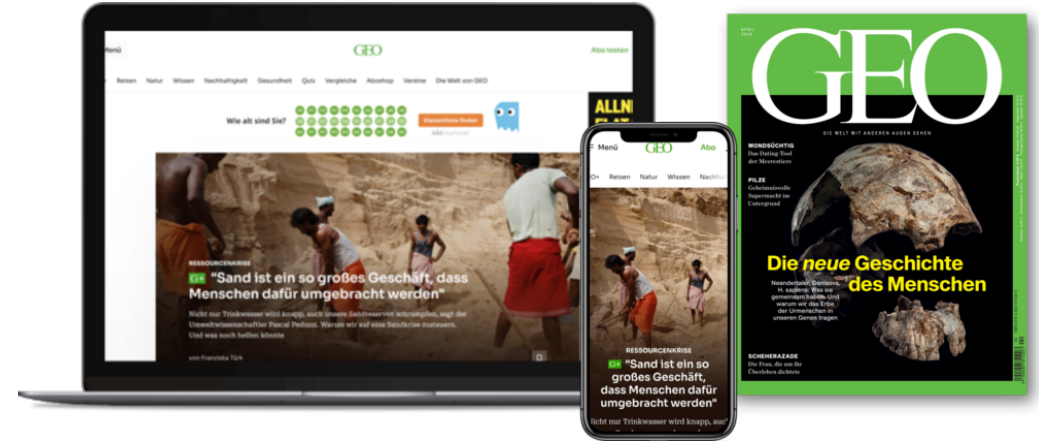 Menü
GEO
Abo testen
Reisen Natur Wissen Nachhaltigkeit Gesundheit Quiz Vergleiche Aboshop Vereine Die Welt von GEO
Wie alt sind Sie?
Klassenfotos finden
ALLN
RESSOURCENKRISE
G+ "Sand ist ein so großes Geschäft, dass
Menschen dafür umgebracht werden"
Nicht nur Trinkwasser wird knapp, auch unsere Sandreserven schrumpfen, sagt der
Umweltwissenschaftler Pascal Peduzzi. Warum wir auf eine Sandkrise zusteuern.
Und was noch helfen könnte
von Franziska Türk
Menü
GEO
Abo
O+ Reisen Natur Wissen Nachhal
RESSOURCENKRISE
G+ "Sand ist ein so
großes Geschäft,
dass Menschen dafür
umgebracht werden"
licht nur Trinkwasser wird knapp, auc
APRIL
GEO
DIE WELT MIT ANDEREN AUGEN SEHEN
MONDSÜCHTIG
Das Dating-Tool
der Meerestiere
PILZE
Geheimnisvolle
Supermacht im
Untergrund
Die neue Geschichte
des Menschen
Neandertaler, Denisova,
H. sapiens: Was sie
gemeinsam haben. Und
warum wir das Erbe
der Urmenschen in
unseren Genen tragen
SCHEHERAZADE
Die Frau, die um ihr
Überleben dichtete